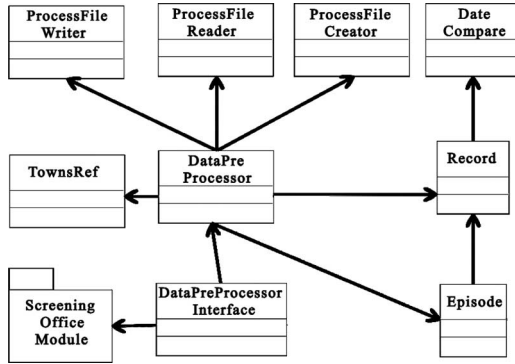 ProcessFile
Writer
ProcessFile
Reader
ProcessFile
Creator
Date
Compare
TownsRef
DataPre
Processor
Record
Screening
Office
Module
DataPreProcessor
Interface
Episode